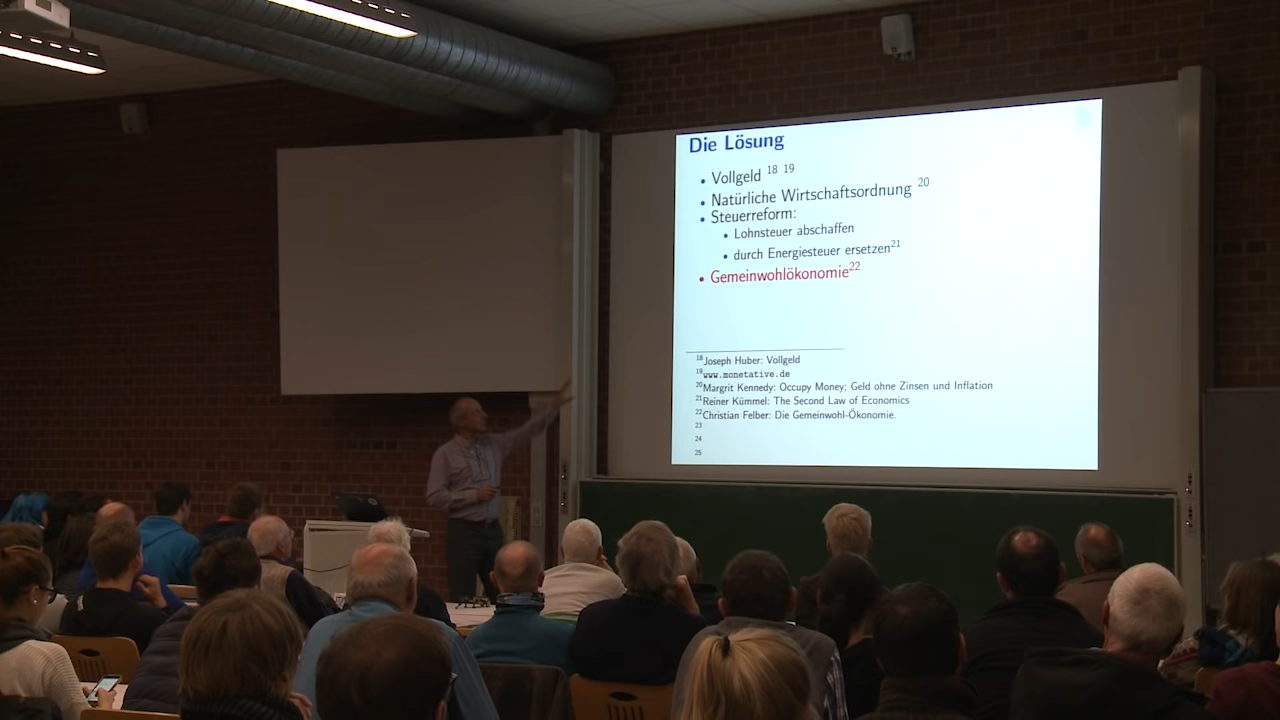 Die Lösung
• Vollgeld 18 19
• Natürliche Wirtschaftsordnung 20
• Steuerreform:
• Lohnsteuer abschaffen
• durch Energiesteuer ersetzen21
• Gemeinwohlökonomie22
18Joseph Huber: Vollgeld
19www.monetative.de
20Margrit Kennedy: Occupy Money; Geld ohne Zinsen und Inflation
21Reiner Kümmel: The Second Law of Economics
22Christian Felber: Die Gemeinwohl-Ökonomie.
23
24
25